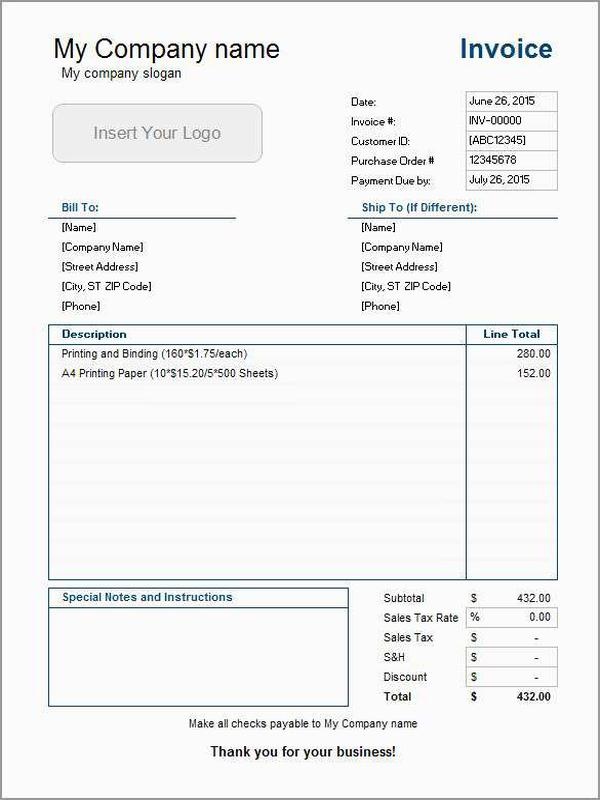 My Company name
Invoice
My company slogan
Insert Your Logo
Date: June 26, 2015
Invoice #: INV-00000
Customer ID: [ABC12345]
Purchase Order # 12345678
Payment Due by: July 26, 2015
Bill To: Ship To (If Different):
[Name] [Name]
[Company Name] [Company Name]
[Street Address] [Street Address]
[City, ST ZIP Code] [City, ST ZIP Code]
[Phone] [Phone]
Description Line Total
Printing and Binding (160*$1.75/each) 280.00
A4 Printing Paper (10*$15.20/5*500 Sheets) 152.00
Special Notes and Instructions
Subtotal $ 432.00
Sales Tax Rate % 0.00
Sales Tax $ -
S&H $ -
Discount $ -
Total $ 432.00
Make all checks payable to My Company name
Thank you for your business!